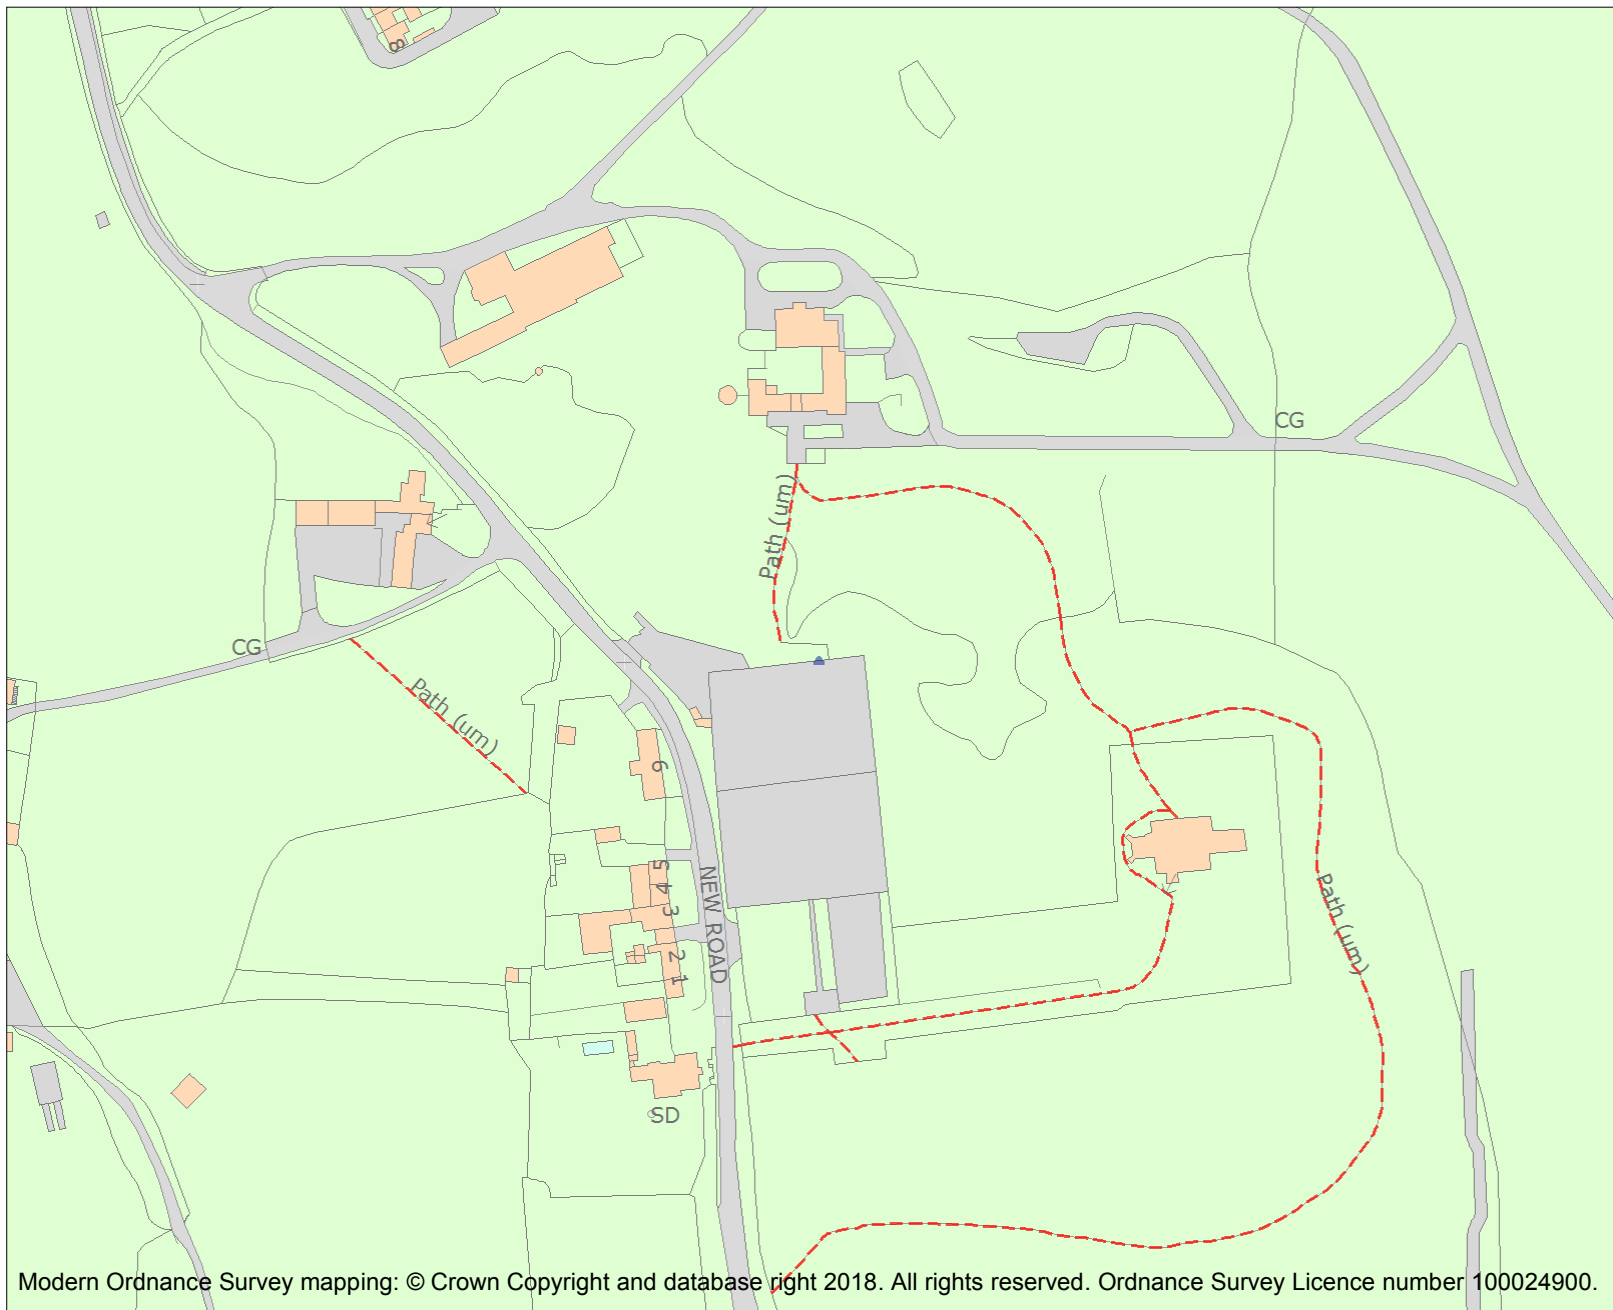 8
CG
Path (um)
CG
Path (um)
6
5
4
3
NEW ROAD
Path (um)
2
1
SD
Modern Ordnance Survey mapping: © Crown Copyright and database right 2018. All rights reserved. Ordnance Survey Licence number 100024900.